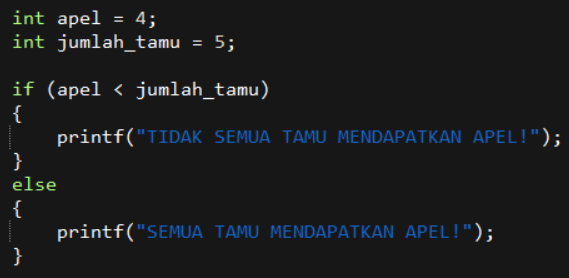 int apel = 4;
int jumlah_tamu = 5;
if (apel < jumlah_tamu)
{
printf("TIDAK SEMUA TAMU MENDAPATKAN APEL!");
}
else
{
printf("SEMUA TAMU MENDAPATKAN APEL!");
}